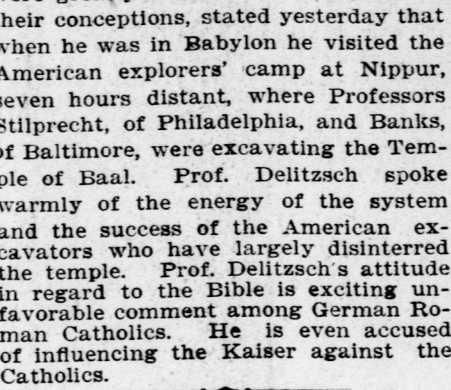 their conceptions, stated yesterday that
when he was in Babylon he visited the
American explorers' camp at Nippur,
seven hours distant, where Professors
Stilprecht, of Philadelphia, and Banks,
of Baltimore, were excavating the Tem-
ple of Baal. Prof. Delitzsch spoke
warmly of the energy of the system
and the success of the American ex-
cavators who have largely disinterred
the temple. Prof. Delitzsch's attitude
in regard to the Bible is exciting un-
favorable comment among German Ro-
man Catholics. He is even accused
of influencing the Kaiser against the
Catholics.